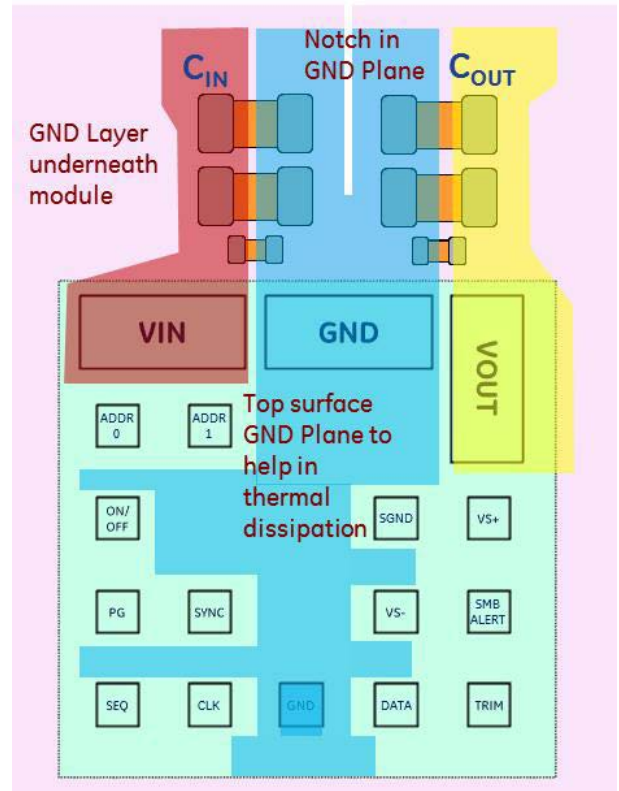 Notch in
GND Plane
CIN
COUT
GND Layer
underneath
module
VIN
GND
VOUT
ADDR
0
ADDR
1
Top surface
GND Plane to
help in
thermal
dissipation
ON/
OFF
SGND
VS+
PG
SYNC
VS-
SMB
ALERT
SEQ
CLK
GND
DATA
TRIM